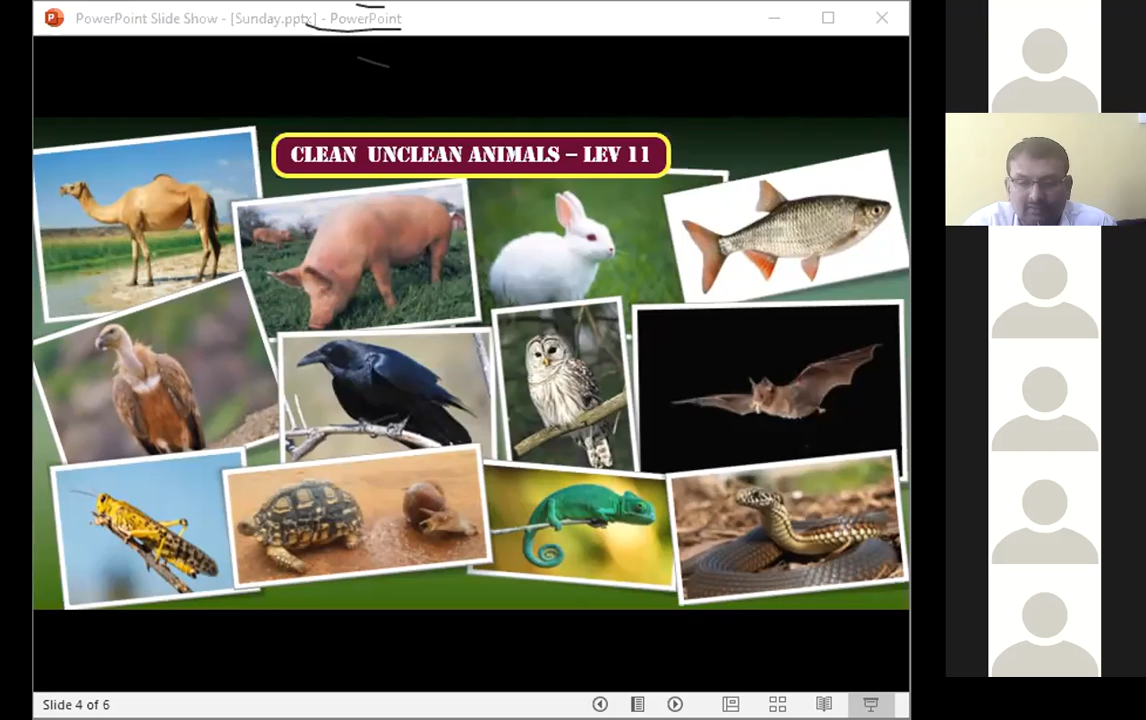 PowerPoint Slide Show - [Sunday.pptx] - PowerPoint
CLEAN UNCLEAN ANIMALS – LEV 11
Slide 4 of 6